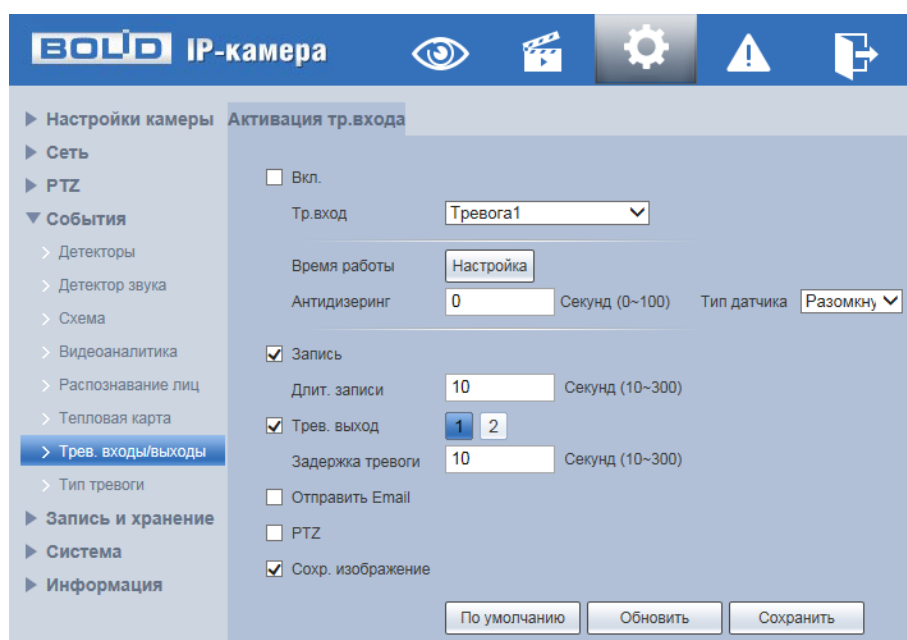 BOLID IP-камера
Настройки камеры
Сеть
PTZ
События
Детекторы
Детектор звука
Схема
Видеоаналитика
Распознавание лиц
Тепловая карта
Трев. входы/выходы
Тип тревоги
Запись и хранение
Система
Информация
Активация тр.входа
Вкл.
Тр.вход Тревога1
Время работы Настройка
Антидизеринг 0 Секунд (0~100) Тип датчика Разомкну
Запись
Длит. записи 10 Секунд (10~300)
Трев. выход 1 2
Задержка тревоги 10 Секунд (10~300)
Отправить Email
PTZ
Сохр. изображение
По умолчанию Обновить Сохранить